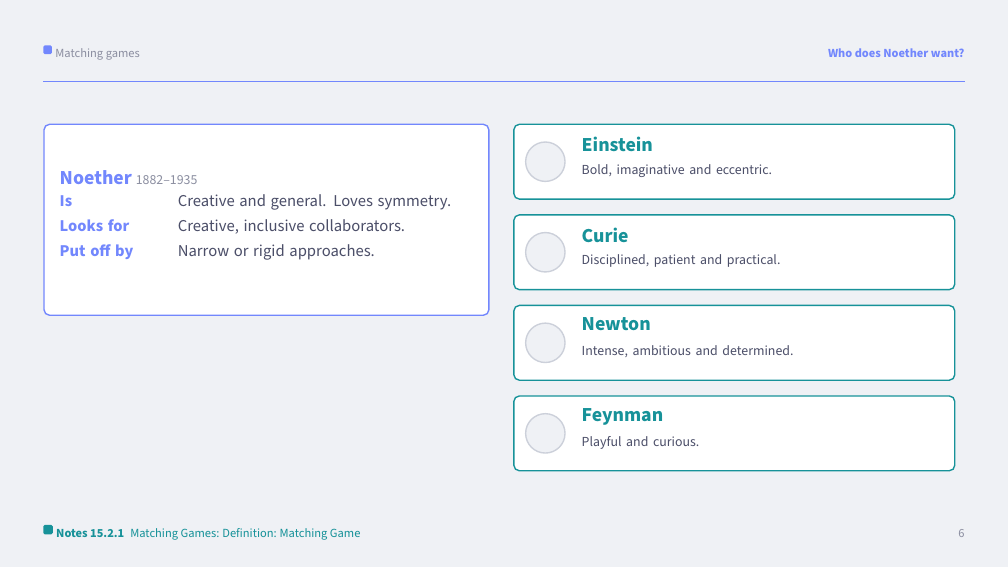 Matching games
Who does Noether want?
Noether 1882–1935
Is Creative and general. Loves symmetry.
Looks for Creative, inclusive collaborators.
Put off by Narrow or rigid approaches.
Einstein
Bold, imaginative and eccentric.
Curie
Disciplined, patient and practical.
Newton
Intense, ambitious and determined.
Feynman
Playful and curious.
Notes 15.2.1 Matching Games: Definition: Matching Game
6